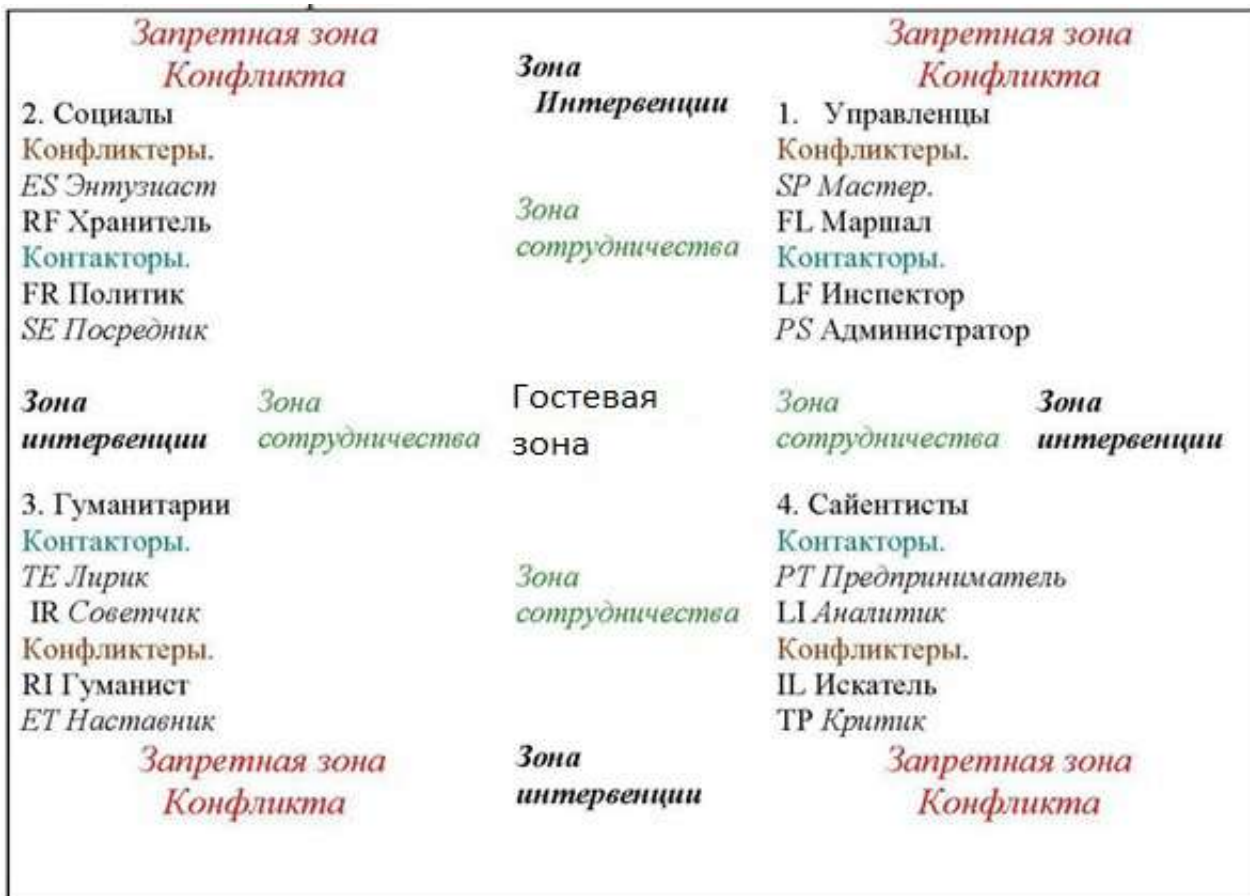 Запретная зона
Конфликта
Зона
Интервенции
Запретная зона
Конфликта
2. Социалы
Конфликтеры.
ES Энтузиаст
RF Хранитель
Контакторы.
FR Политик
SE Посредник
Зона
сотрудничества
1. Управленцы
Конфликтеры.
SP Мастер.
FL Маршал
Контакторы.
LF Инспектор
PS Администратор
Зона
интервенции
Зона
сотрудничества
Гостевая
зона
Зона
сотрудничества
Зона
интервенции
3. Гуманитарии
Контакторы.
TE Лирик
IR Советчик
Конфликтеры.
RI Гуманист
ET Наставник
Зона
сотрудничества
4. Сайентисты
Контакторы.
PT Предприниматель
LI Аналитик
Конфликтеры.
IL Искатель
TP Критик
Запретная зона
Конфликта
Зона
интервенции
Запретная зона
Конфликта